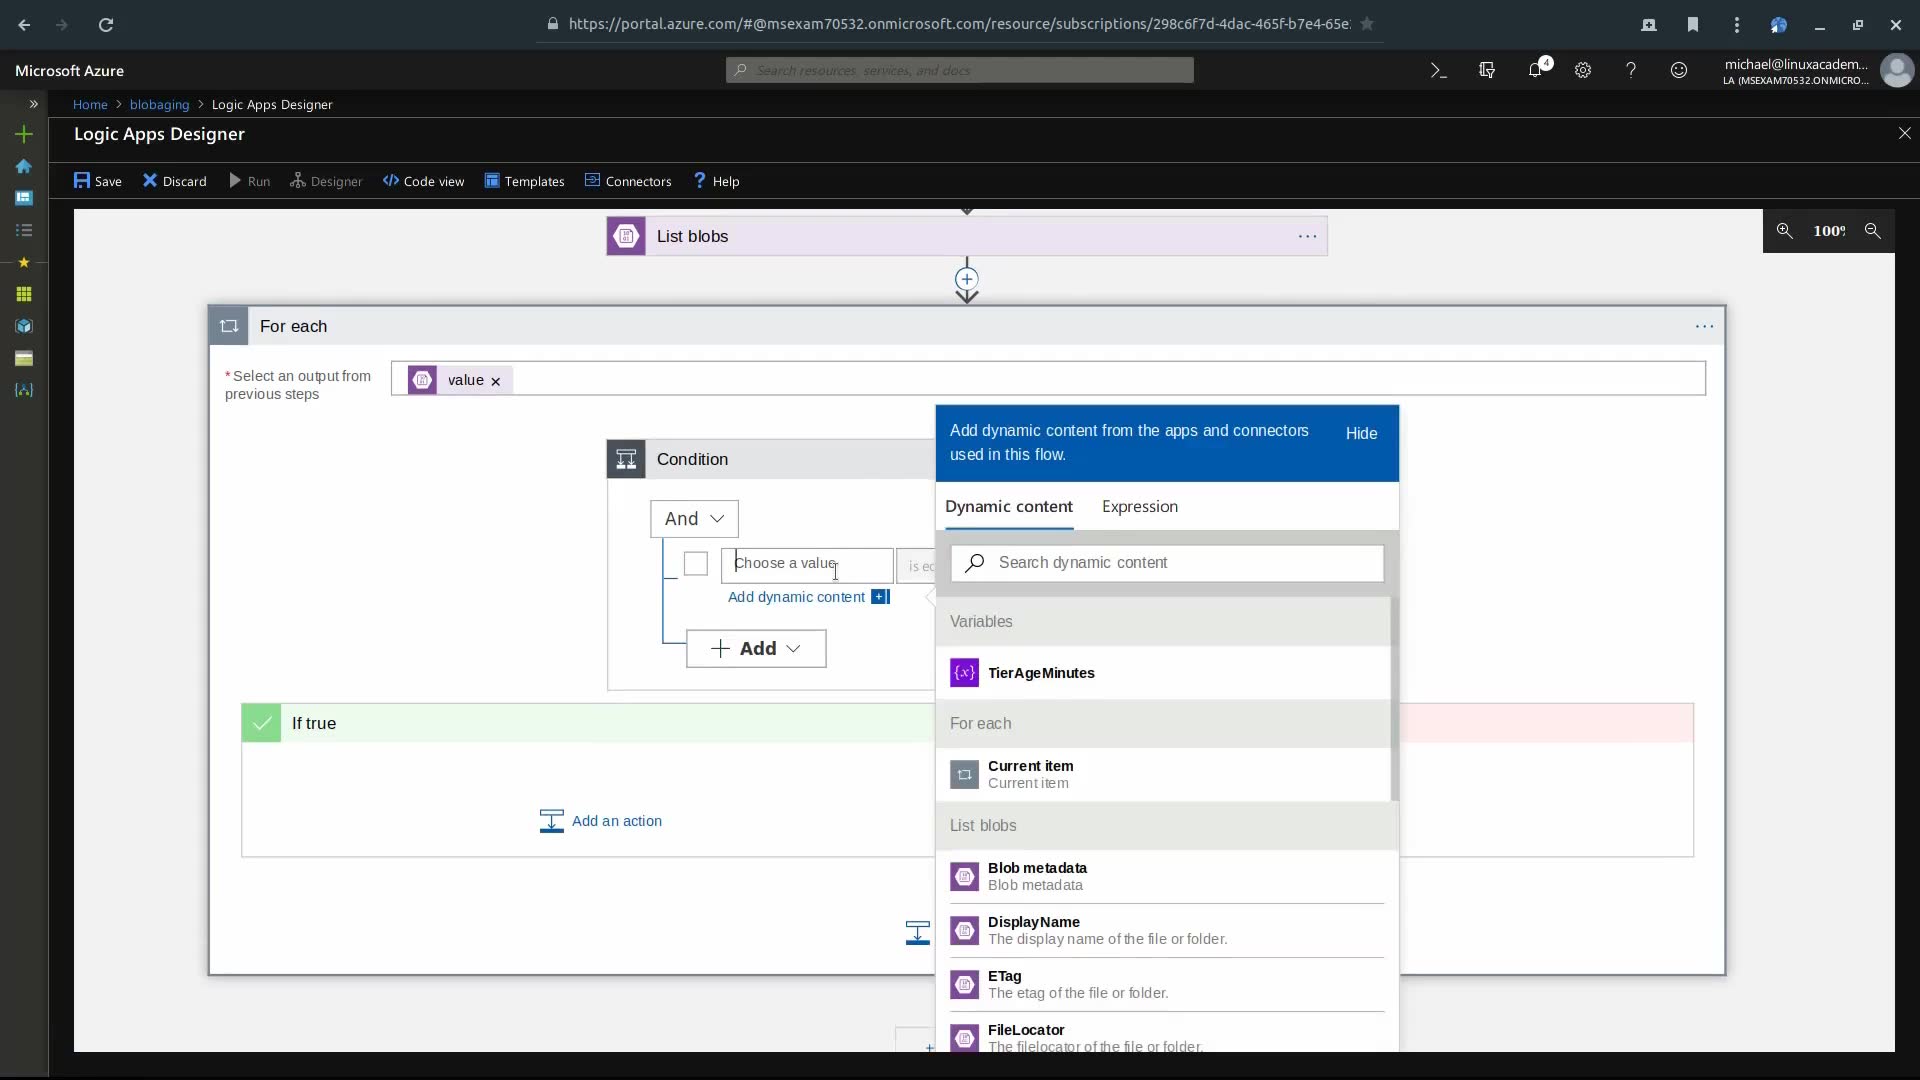 https://portal.azure.com/#@msexam70532.onmicrosoft.com/resource/subscriptions/298c6f7d-4dac-465f-b7e4-65e
Microsoft Azure
Search resources, services, and docs
4
michael@linuxacadem...
LA (MSEXAM70532.ONMICRO...
Home > blobaging > Logic Apps Designer
Logic Apps Designer
Save
Discard
Run
Designer
Code view
Templates
Connectors
Help
List blobs
100%
For each
* Select an output from
previous steps
value
Add dynamic content from the apps and connectors
used in this flow.
Hide
Condition
And
Dynamic content
Expression
Choose a value
is eq
Search dynamic content
Add dynamic content
Add
Variables
TierAgeMinutes
If true
For each
Current item
Current item
Add an action
List blobs
Blob metadata
Blob metadata
DisplayName
The display name of the file or folder.
ETag
The etag of the file or folder.
FileLocator
The filelocator of the file or folder.